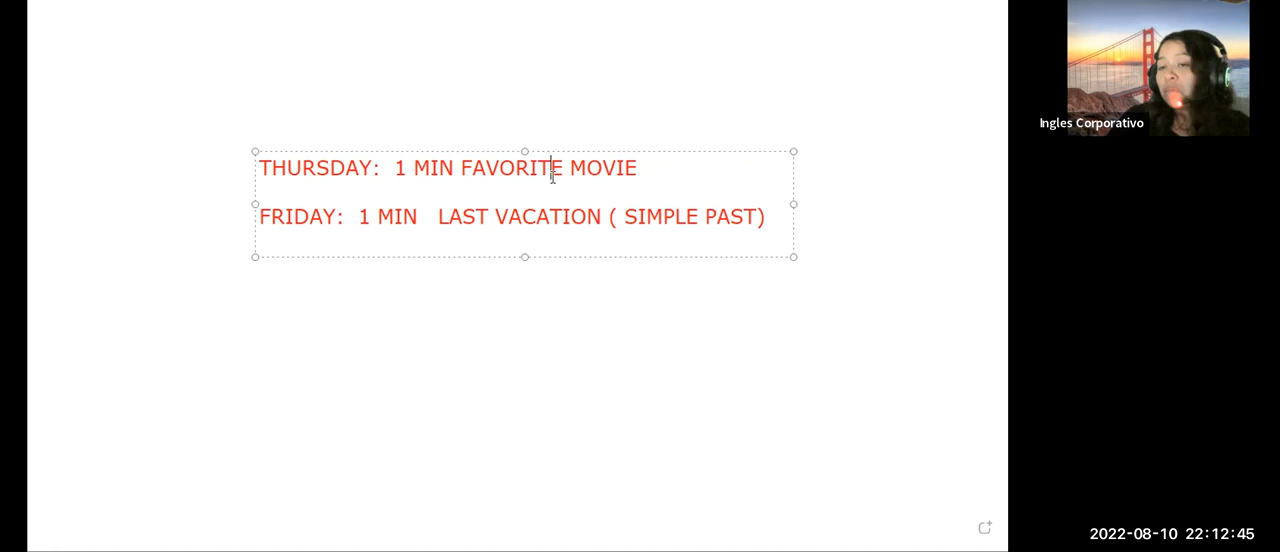 THURSDAY: 1 MIN FAVORITE MOVIE
FRIDAY: 1 MIN LAST VACATION ( SIMPLE PAST)
Ingles Corporativo
2022-08-10 22:12:45